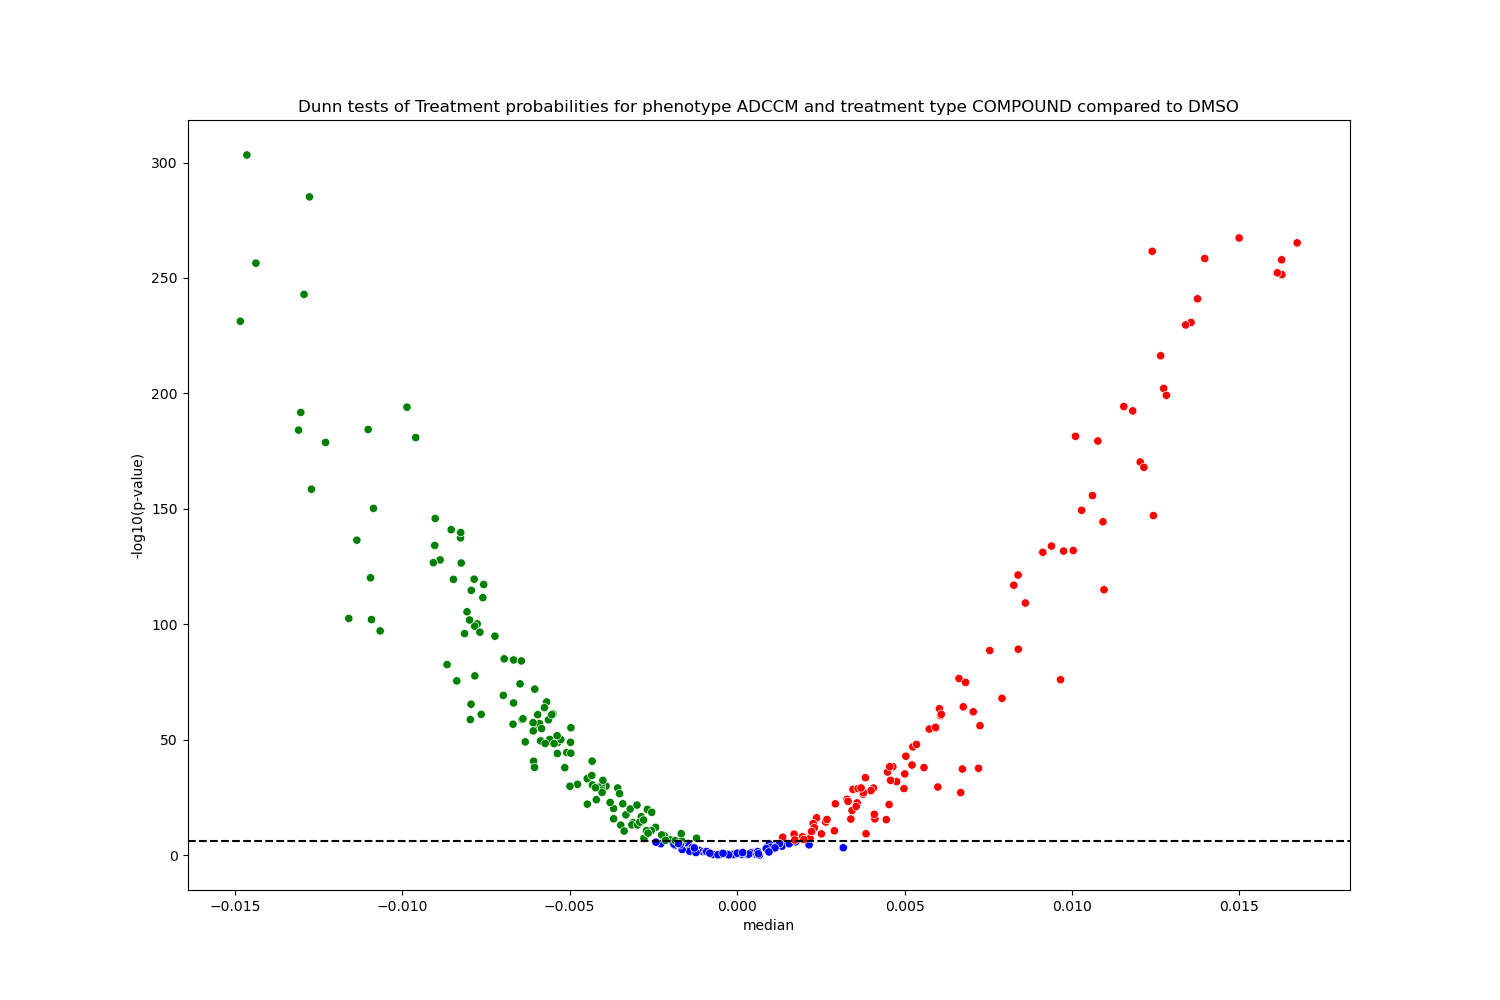 Dunn tests of Treatment probabilities for phenotype ADCCM and treatment type COMPOUND compared to DMSO
300
250
200
150
100
50
0
-log10(p-value)
−0.015 −0.010 −0.005 0.000 0.005 0.010 0.015
median